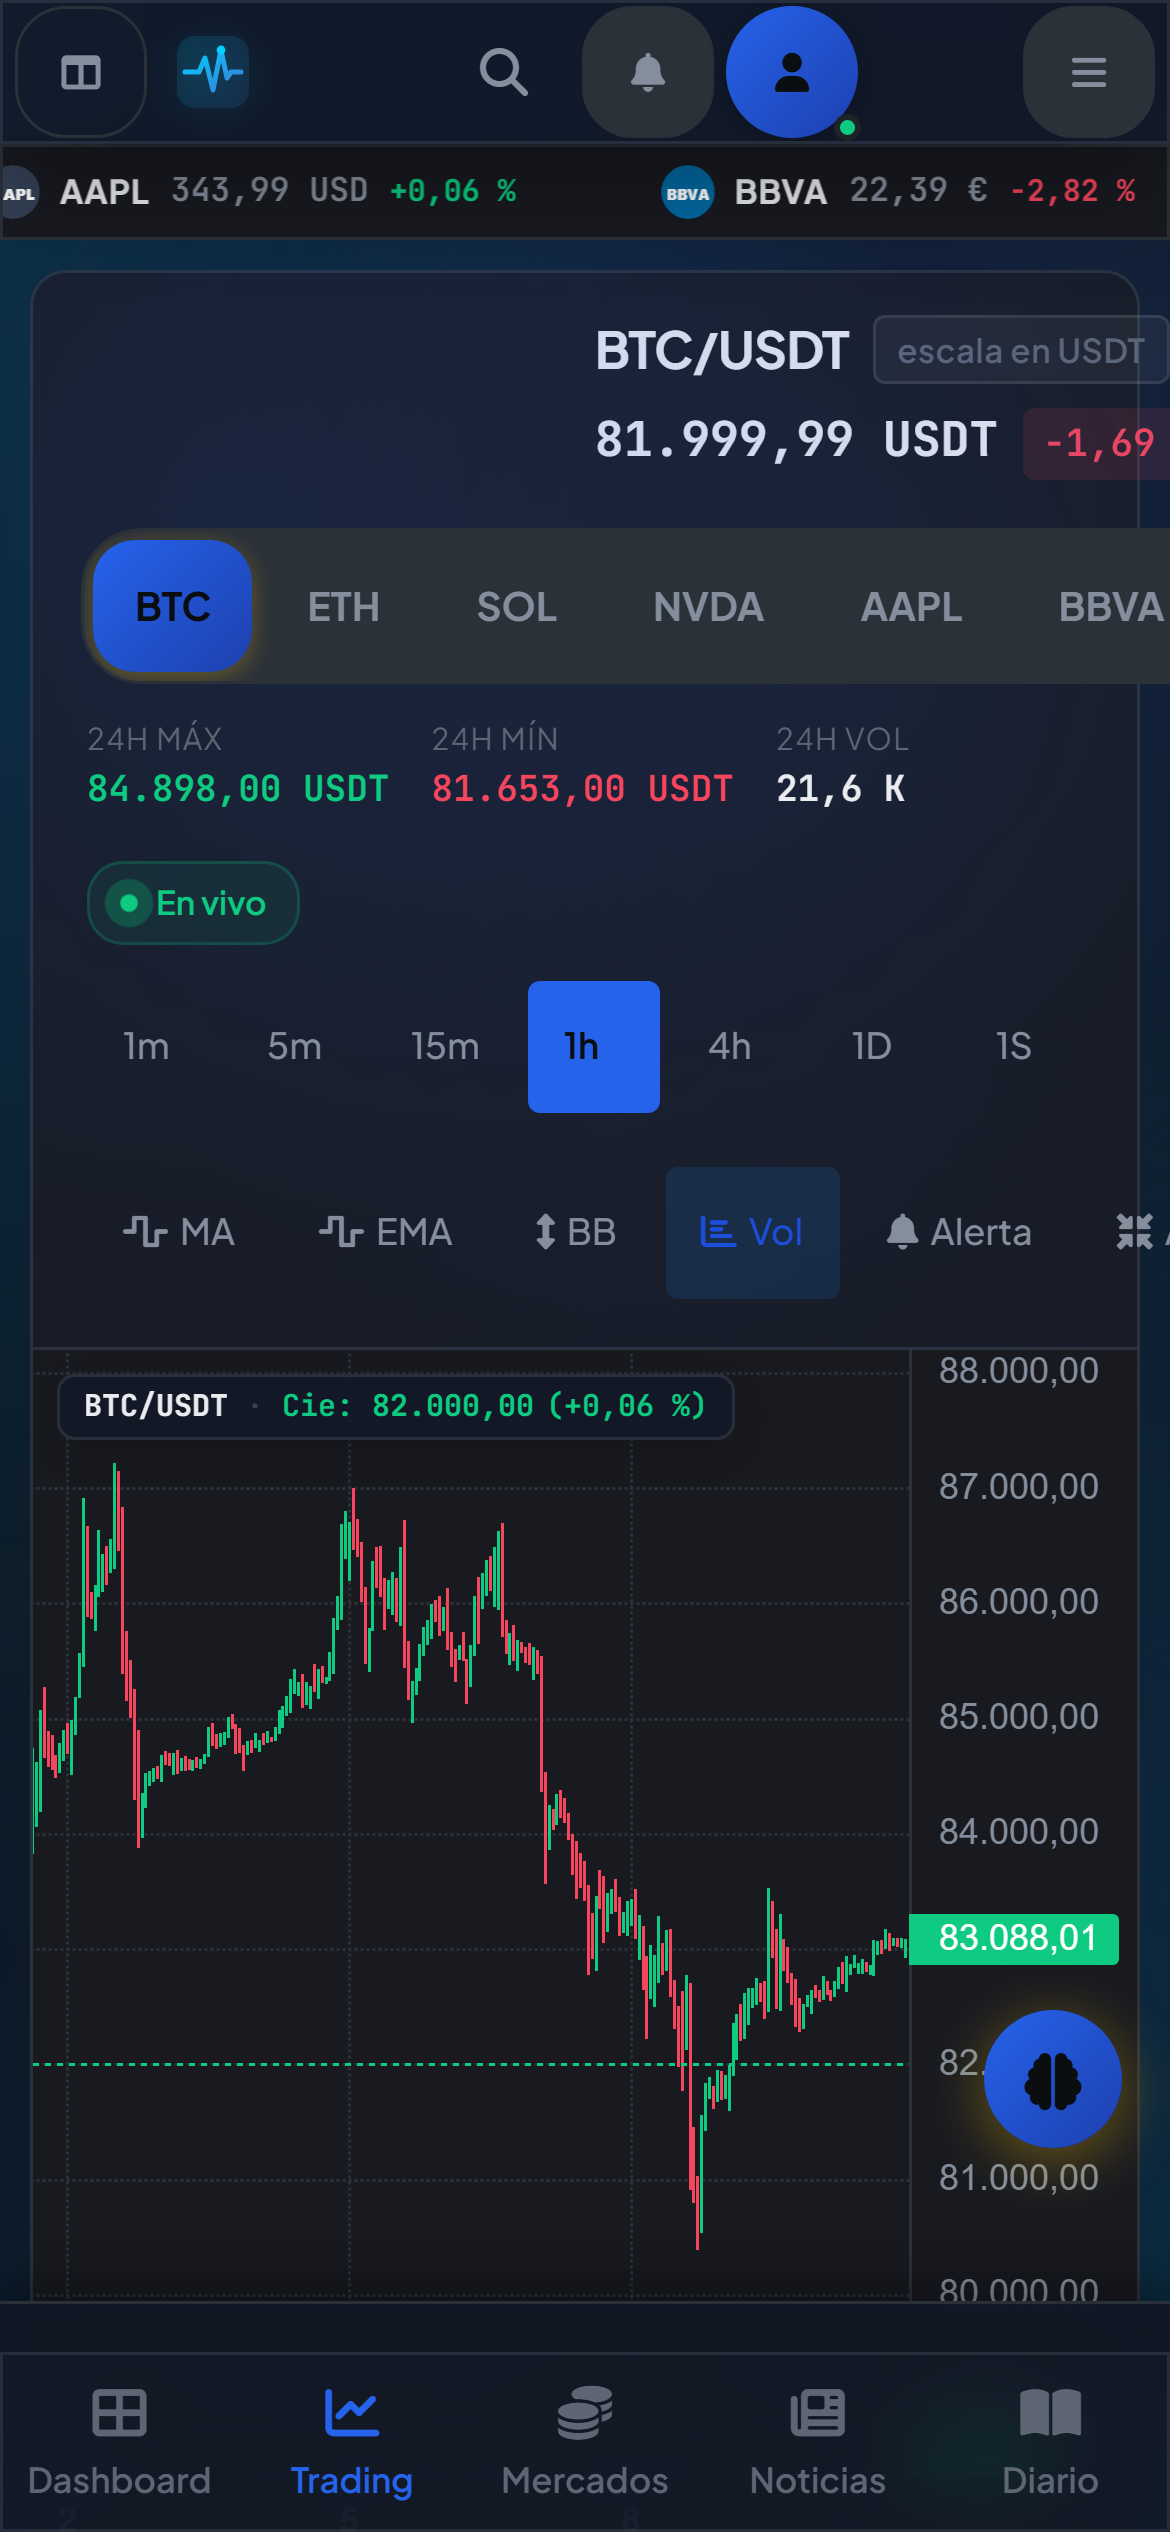 APL AAPL 343,99 USD +0,06 % BBVA BBVA 22,39 € -2,82 %
BTC/USDT escala en USDT
81.999,99 USDT -1,69
BTC ETH SOL NVDA AAPL BBVA
24H MÁX 24H MÍN 24H VOL
84.898,00 USDT 81.653,00 USDT 21,6 K
En vivo
1m 5m 15m 1h 4h 1D 1S
MA EMA BB Vol Alerta
88.000,00
BTC/USDT · Cie: 82.000,00 (+0,06 %)
87.000,00
86.000,00
85.000,00
84.000,00
83.088,01
82.
81.000,00
80.000,00
Dashboard Trading Mercados Noticias Diario
2 5 8